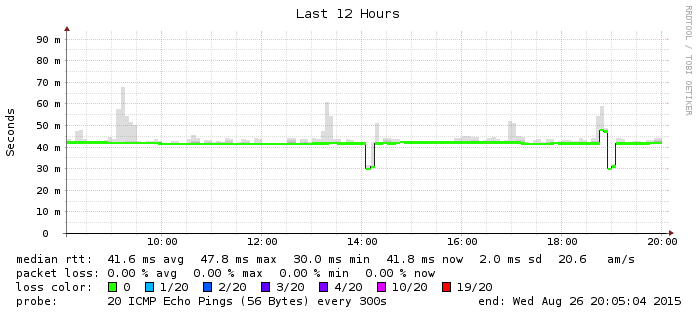 Last 12 Hours
RRDTOOL / TOBI OETIKER
Seconds
90 m
80 m
70 m
60 m
50 m
40 m
30 m
20 m
10 m
0
10:00 12:00 14:00 16:00 18:00 20:00
median rtt: 41.6 ms avg 47.8 ms max 30.0 ms min 41.8 ms now 2.0 ms sd 20.6 am/s
packet loss: 0.00 % avg 0.00 % max 0.00 % min 0.00 % now
loss color: 0 1/20 2/20 3/20 4/20 10/20 19/20
probe: 20 ICMP Echo Pings (56 Bytes) every 300s end: Wed Aug 26 20:05:04 2015